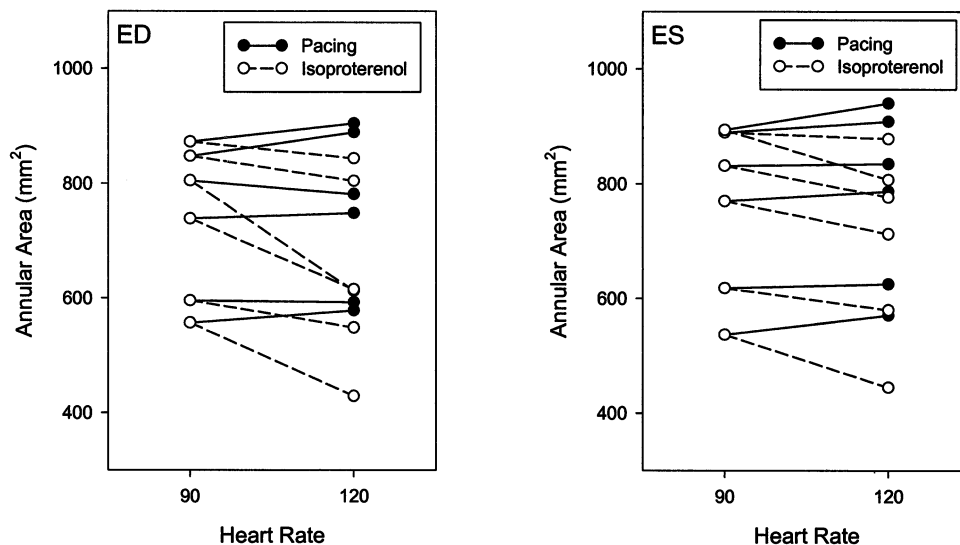 ED
Pacing
Isoproterenol
1000
800
600
400
Annular Area (mm²)
90
120
Heart Rate
ES
Pacing
Isoproterenol
1000
800
600
400
Annular Area (mm²)
90
120
Heart Rate